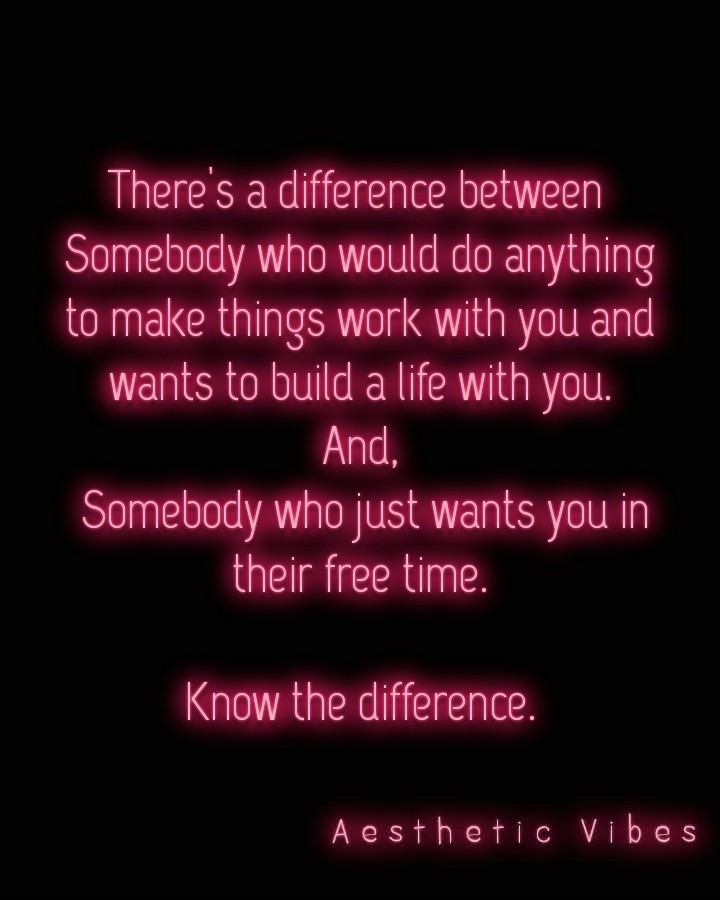 There's a difference between
Somebody who would do anything
to make things work with you and
wants to build a life with you.
And,
Somebody who just wants you in
their free time.
Know the difference.
Aesthetic Vibes